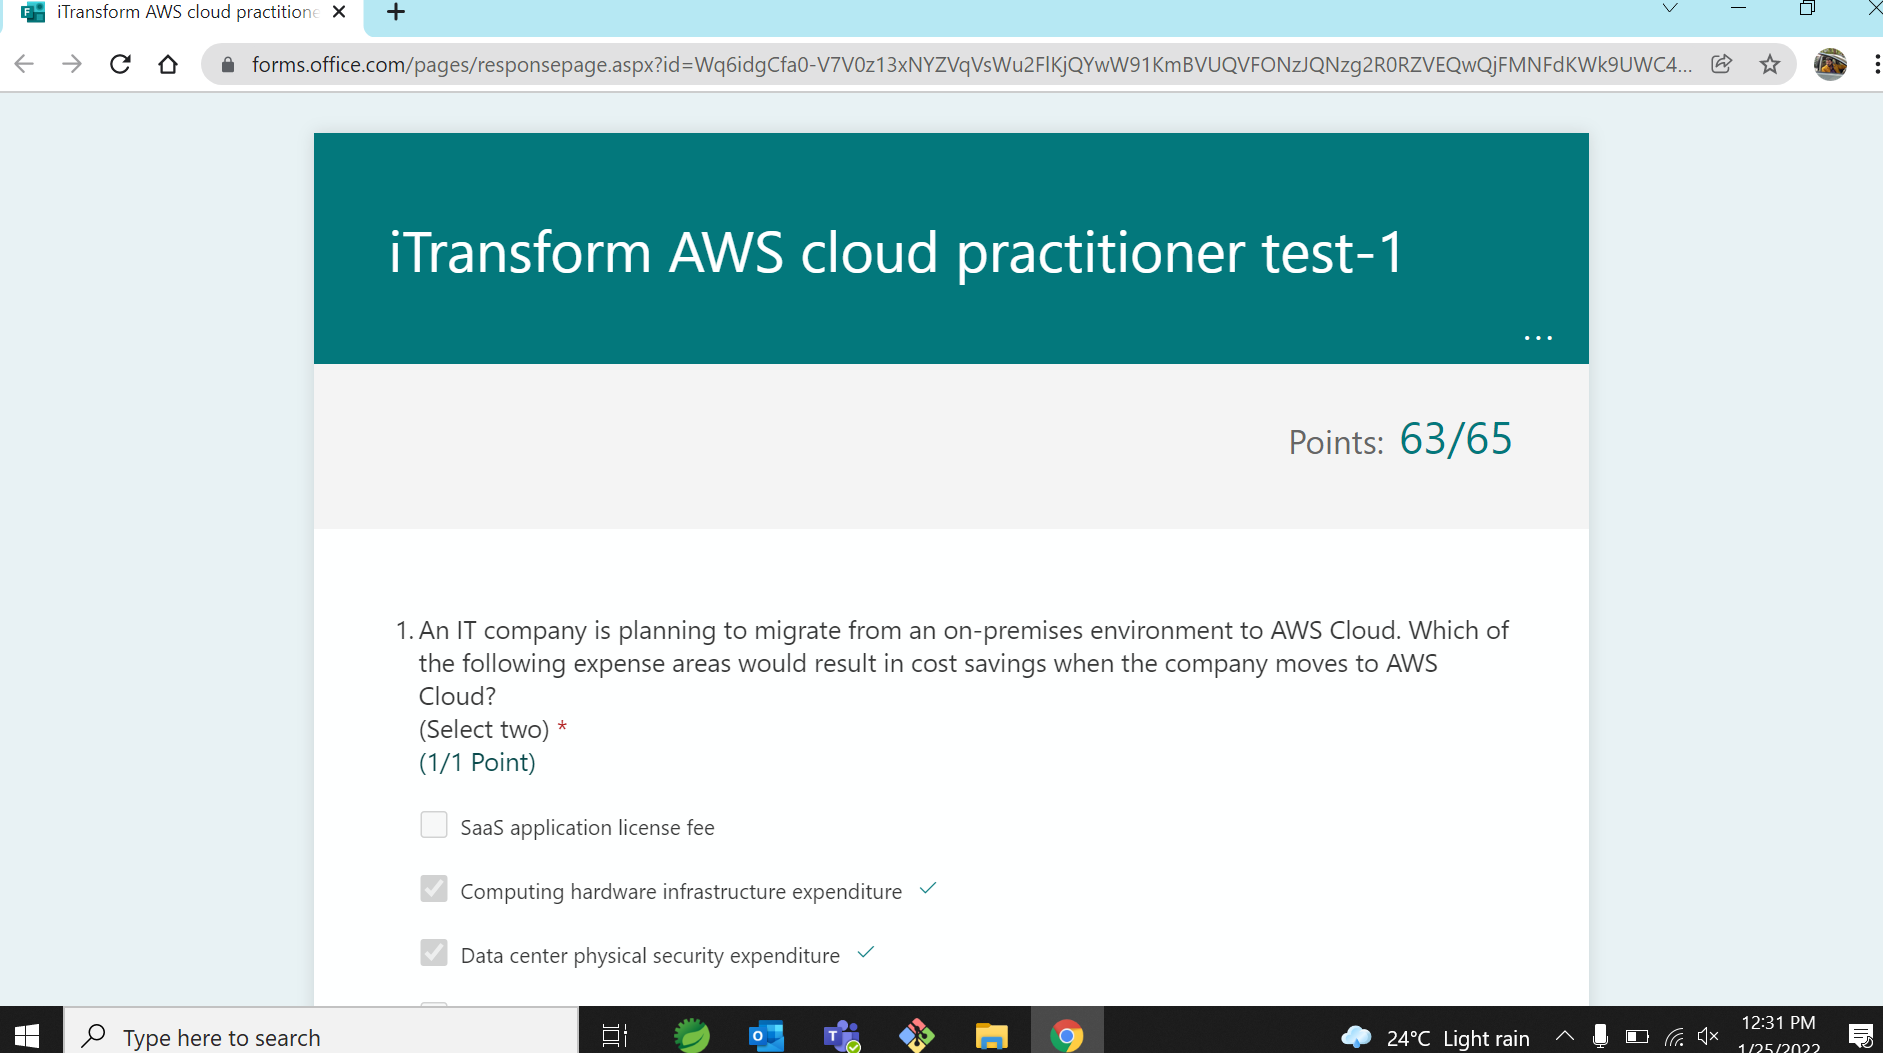 iTransform AWS cloud practitione
forms.office.com/pages/responsepage.aspx?id=Wq6idgCfa0-V7V0z13xNYZVqVsWu2FlKjQYwW91KmBVUQVFONzJQNzg2R0RZVEQwQjFMNFdKWk9UWC4...
iTransform AWS cloud practitioner test-1
...
Points: 63/65
1. An IT company is planning to migrate from an on-premises environment to AWS Cloud. Which of
the following expense areas would result in cost savings when the company moves to AWS
Cloud?
(Select two) *
(1/1 Point)
SaaS application license fee
Computing hardware infrastructure expenditure
Data center physical security expenditure
Type here to search
24°C Light rain
12:31 PM
1/25/2022